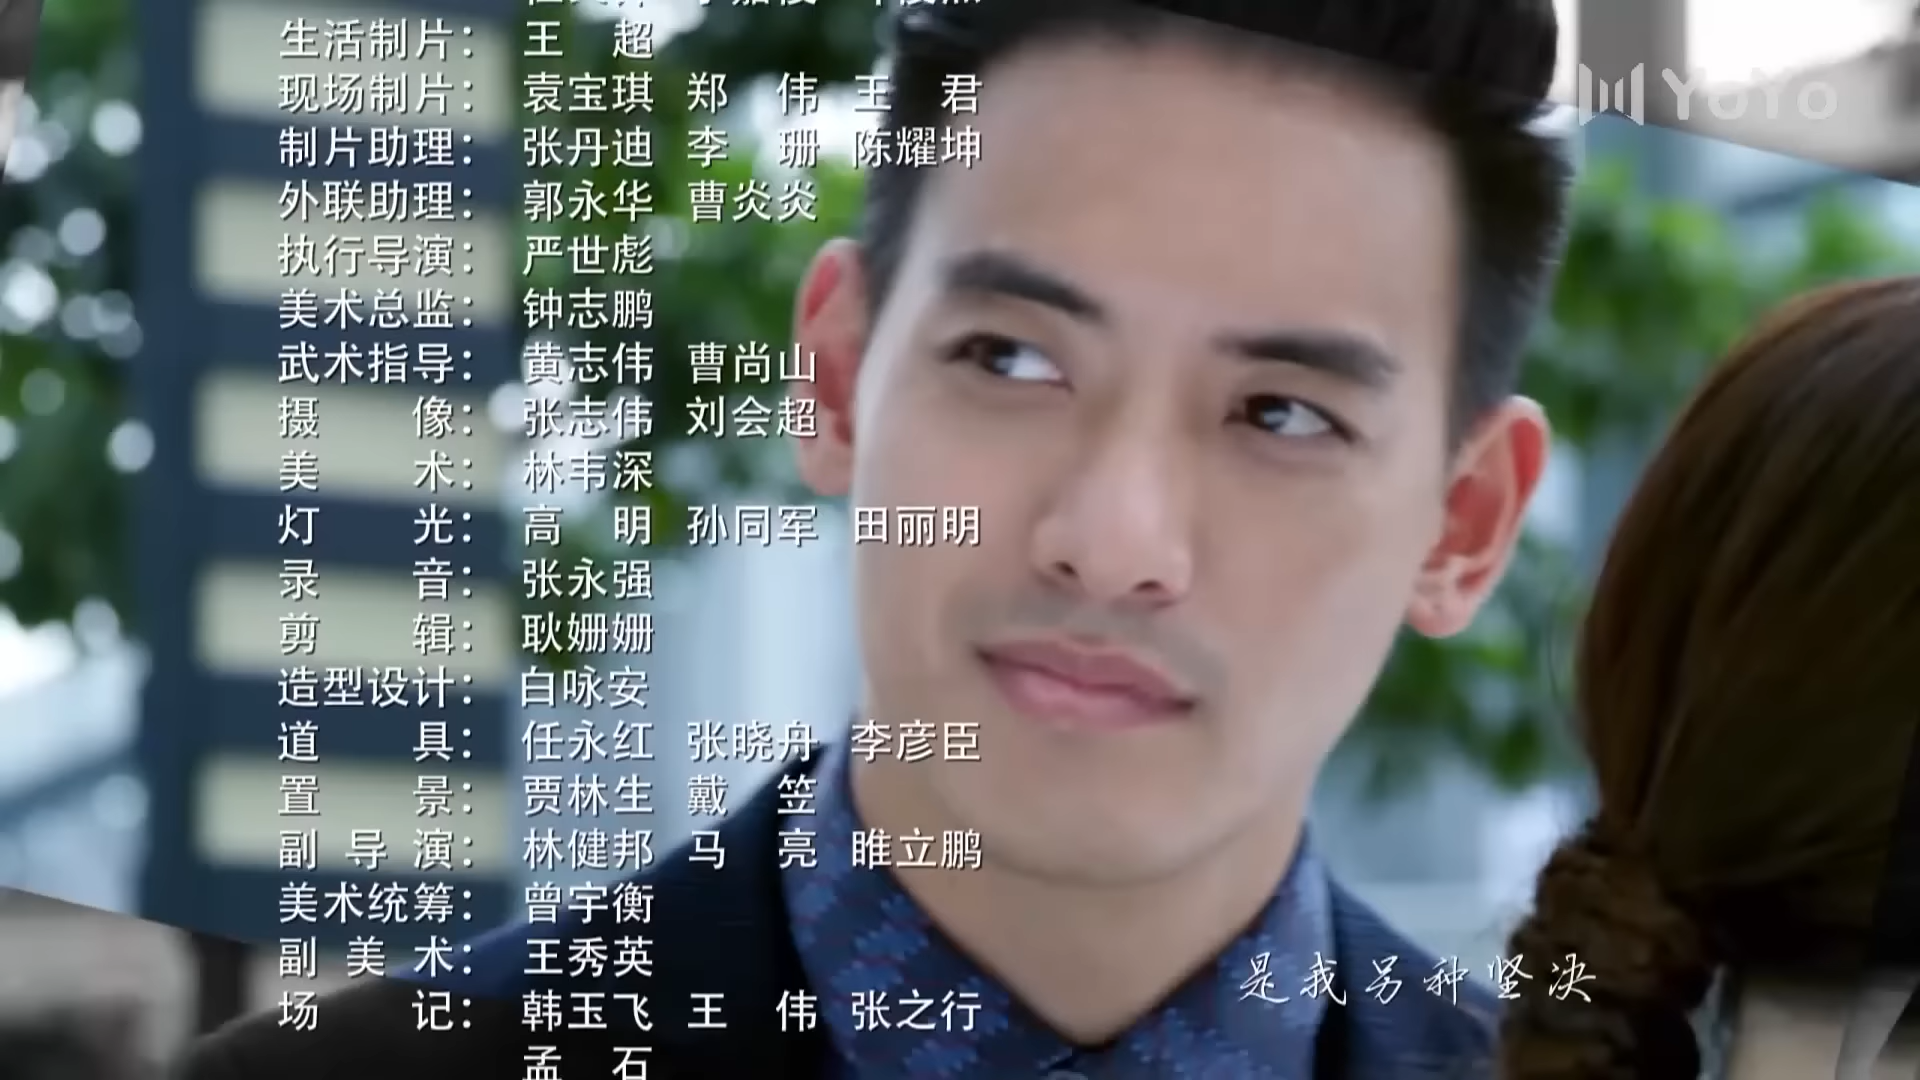 生活制片： 王 超
现场制片： 袁宝琪 郑 伟 王 君
制片助理： 张丹迪 李 珊 陈耀坤
外联助理： 郭永华 曹炎炎
执行导演： 严世彪
美术总监： 钟志鹏
武术指导： 黄志伟 曹尚山
摄 像： 张志伟 刘会超
美 术： 林韦深
灯 光： 高 明 孙同军 田丽明
录 音： 张永强
剪 辑： 耿姗姗
造型设计： 白咏安
道 具： 任永红 张晓舟 李彦臣
置 景： 贾林生 戴 笠
副 导 演： 林健邦 马 亮 睢立鹏
美术统筹： 曾宇衡
副 美 术： 王秀英
场 记： 韩玉飞 王 伟 张之行
孟 石
是我另种坚决
YoYo